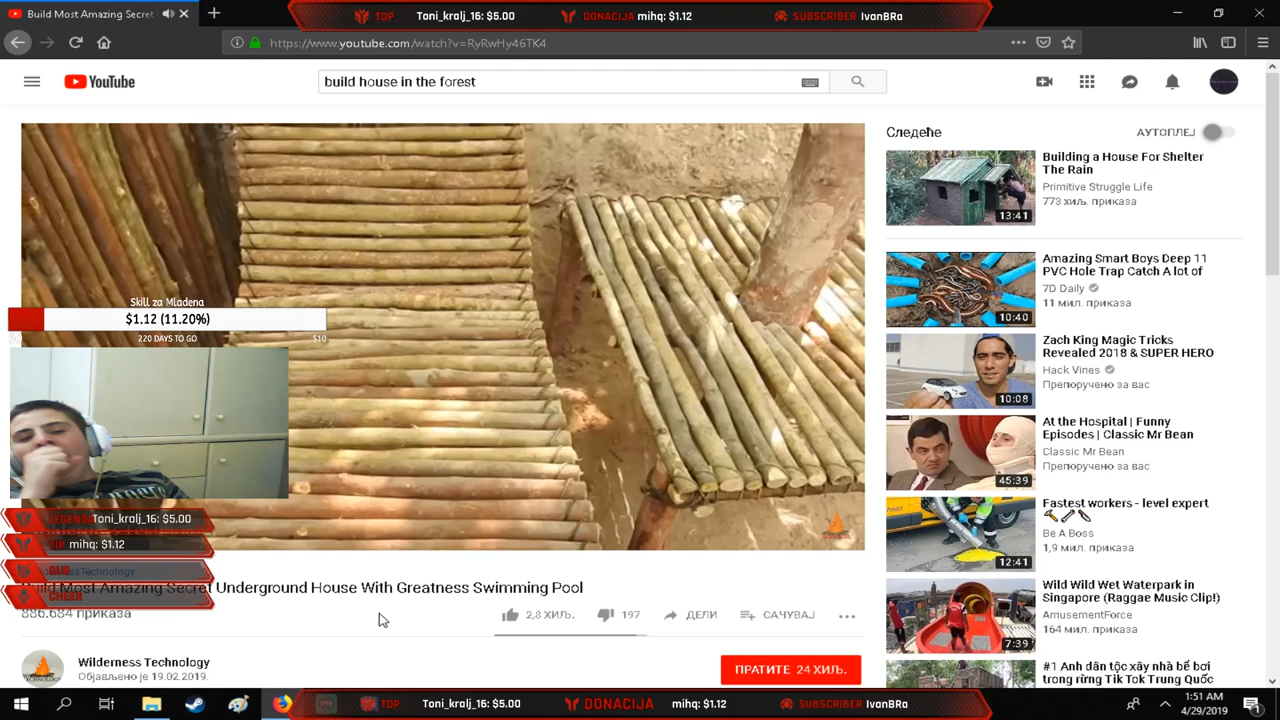 Build Most Amazing Secret
TOP Toni_kralj_16: $5.00 DONACIJA mihq: $1.12 SUBSCRIBER IvanBRa
https://www.youtube.com/watch?v=RyRwHy46TK4
YouTube
build house in the forest
Skill za Mladena
$1.12 (11.20%)
220 DAYS TO GO $10
Toni_kralj_16: $5.00
TIP mihq: $1.12
SUB
CHEER
Build Most Amazing Secret Underground House With Greatness Swimming Pool
886.684 приказа
2,8 ХИЉ. 197 ДЕЛИ САЧУВАЈ
Wilderness Technology
Објављено је 19.02.2019.
ПРАТИТЕ 24 ХИЉ.
Следеће АУТОПЛЕЈ
Building a House For Shelter
The Rain
Primitive Struggle Life
773 хиљ. приказа
13:41
Amazing Smart Boys Deep 11
PVC Hole Trap Catch A lot of
7D Daily
11 мил. приказа
10:40
Zach King Magic Tricks
Revealed 2018 & SUPER HERO
Hack Vines
Препоручено за вас
10:08
At the Hospital | Funny
Episodes | Classic Mr Bean
Classic Mr Bean
Препоручено за вас
45:39
Fastest workers - level expert
Be A Boss
1,9 мил. приказа
12:41
Wild Wild Wet Waterpark in
Singapore (Raggae Music Clip!)
AmusementForce
164 мил. приказа
7:39
#1 Anh dân tộc xây nhà bể bơi
trong rừng Tik Tok Trung Quốc
TOP Toni_kralj_16: $5.00 DONACIJA mihq: $1.12 SUBSCRIBER IvanBRa
1:51 AM
4/29/2019